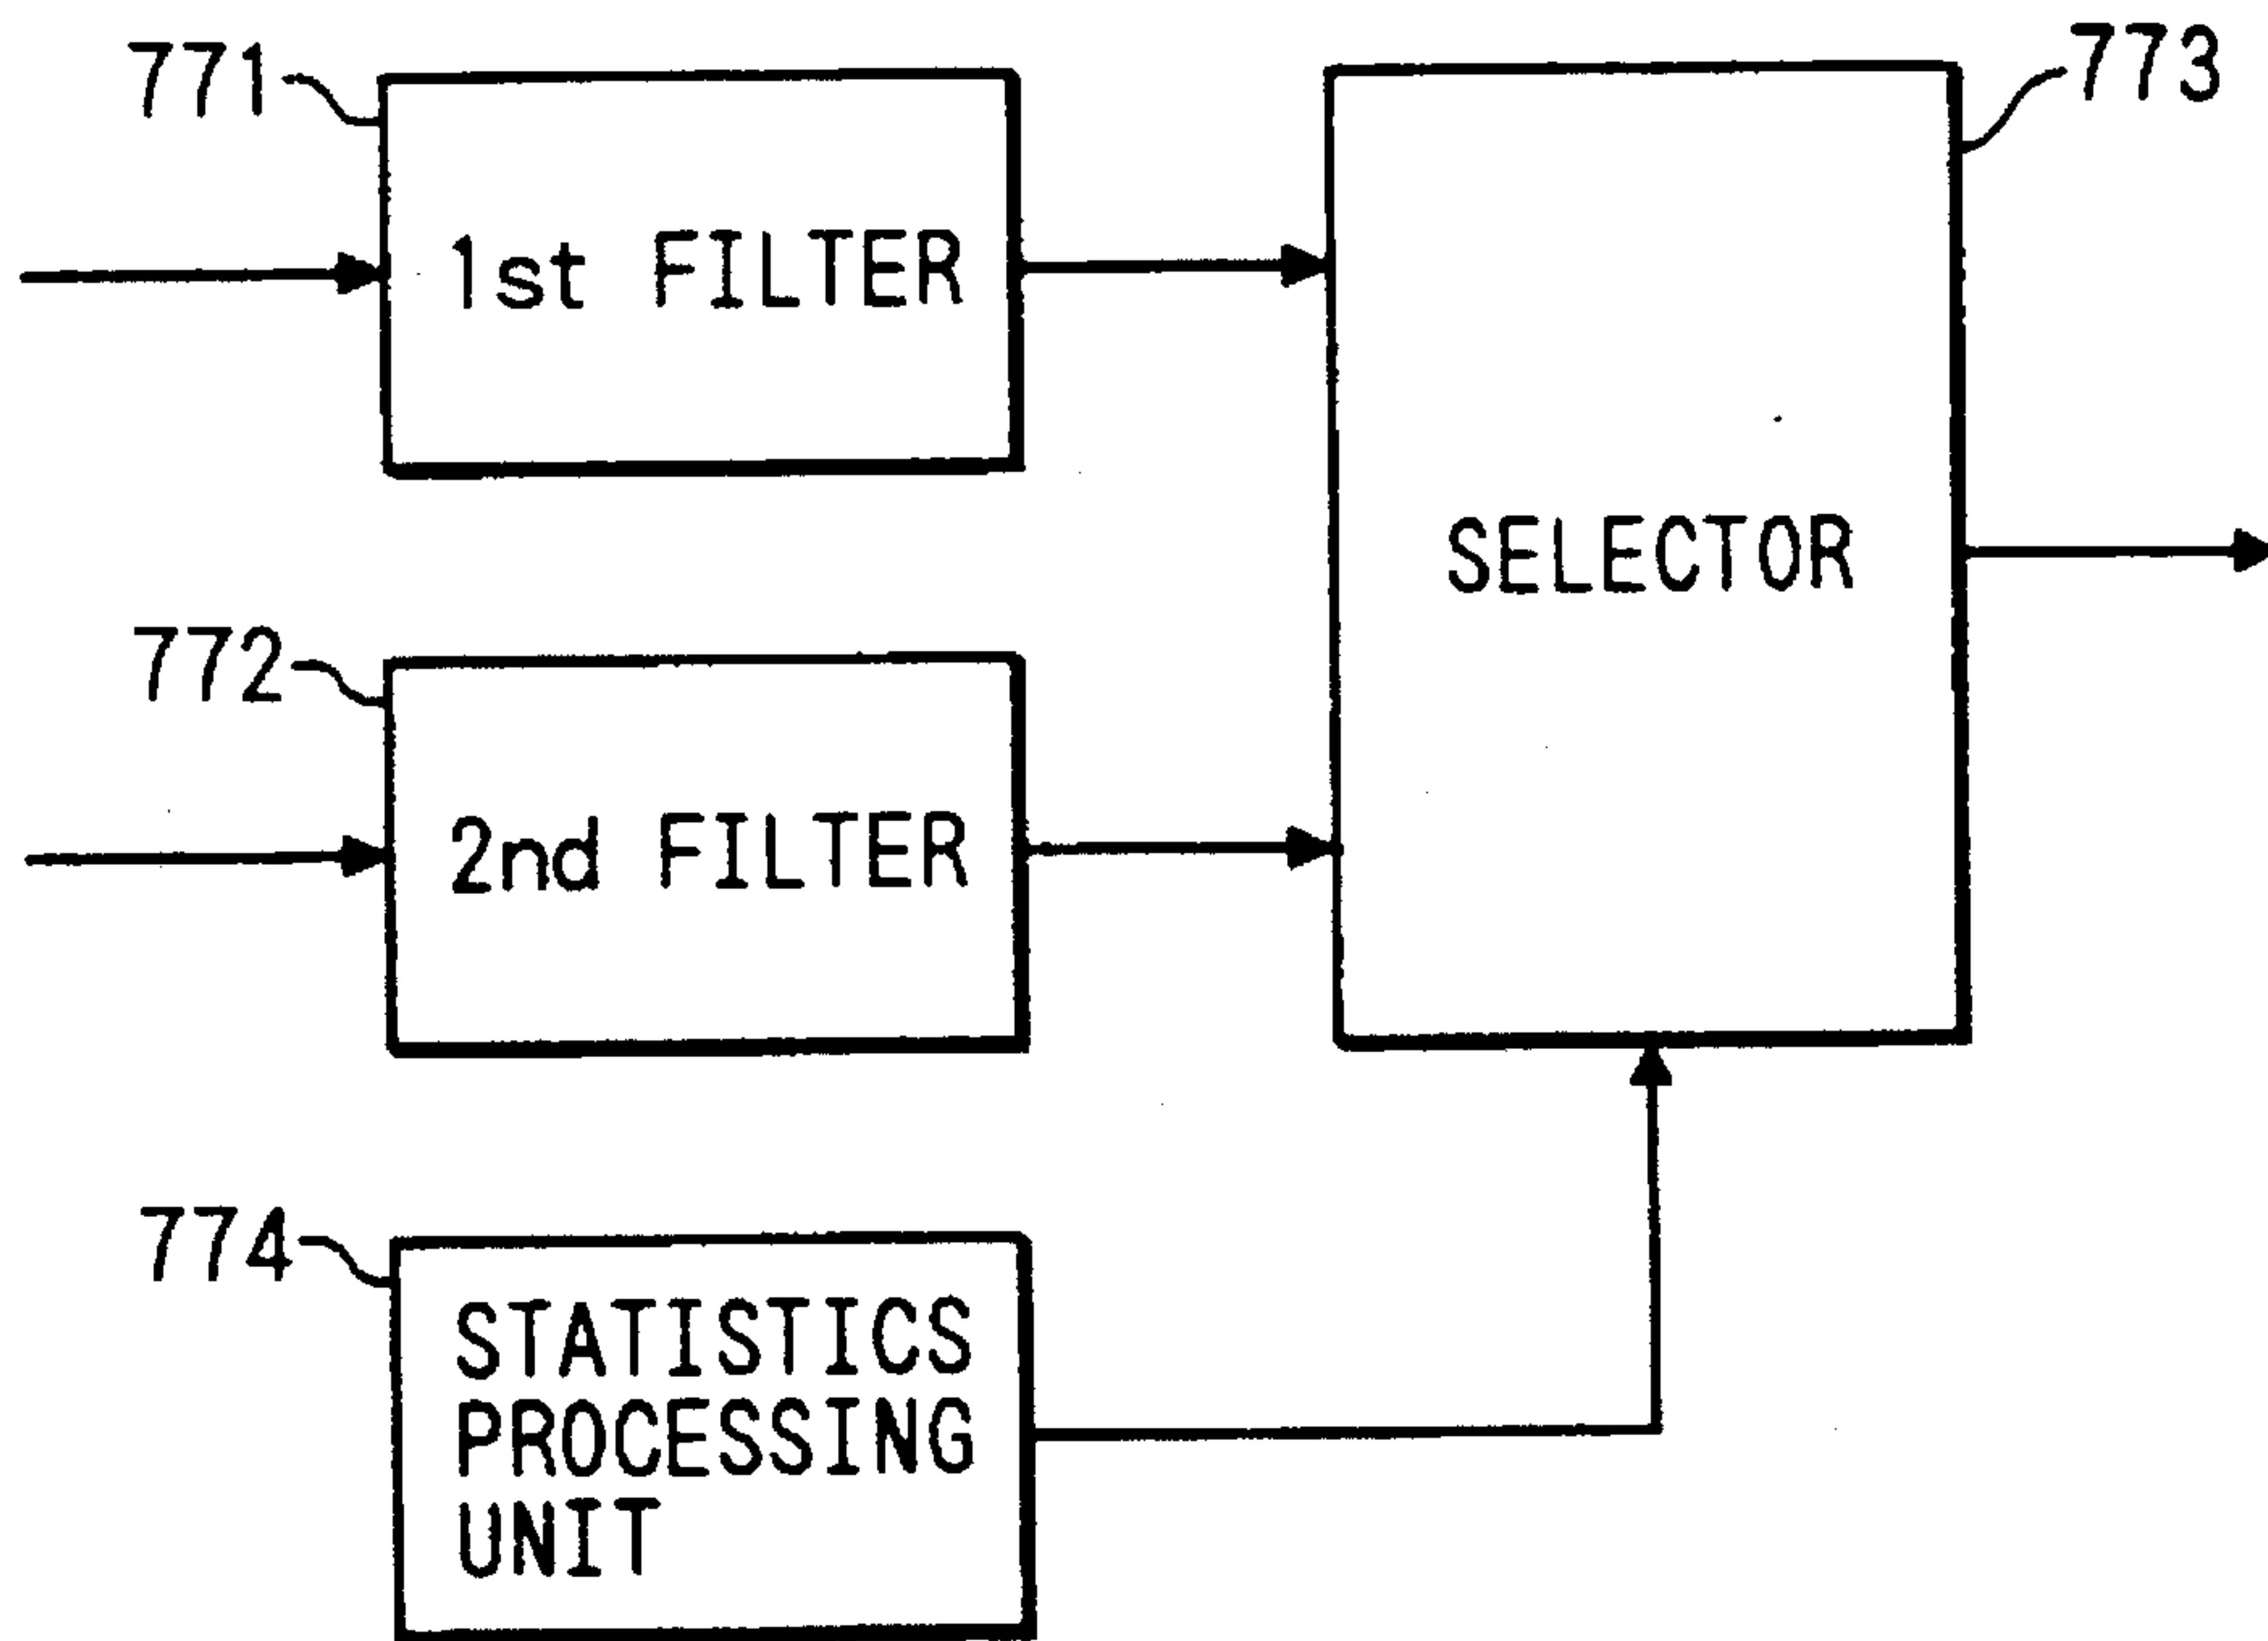 771
773
1st FILTER
SELECTOR
772
2nd FILTER
774
STATISTICS
PROCESSING
UNIT